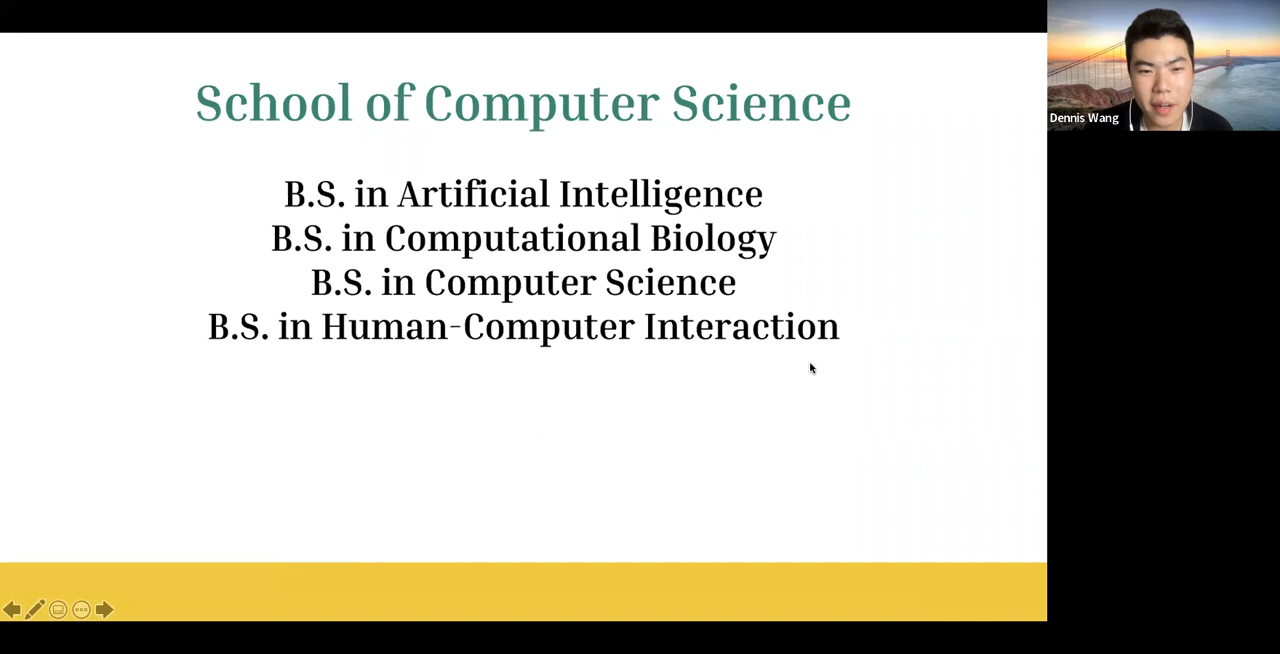 School of Computer Science
B.S. in Artificial Intelligence
B.S. in Computational Biology
B.S. in Computer Science
B.S. in Human-Computer Interaction
Dennis Wang